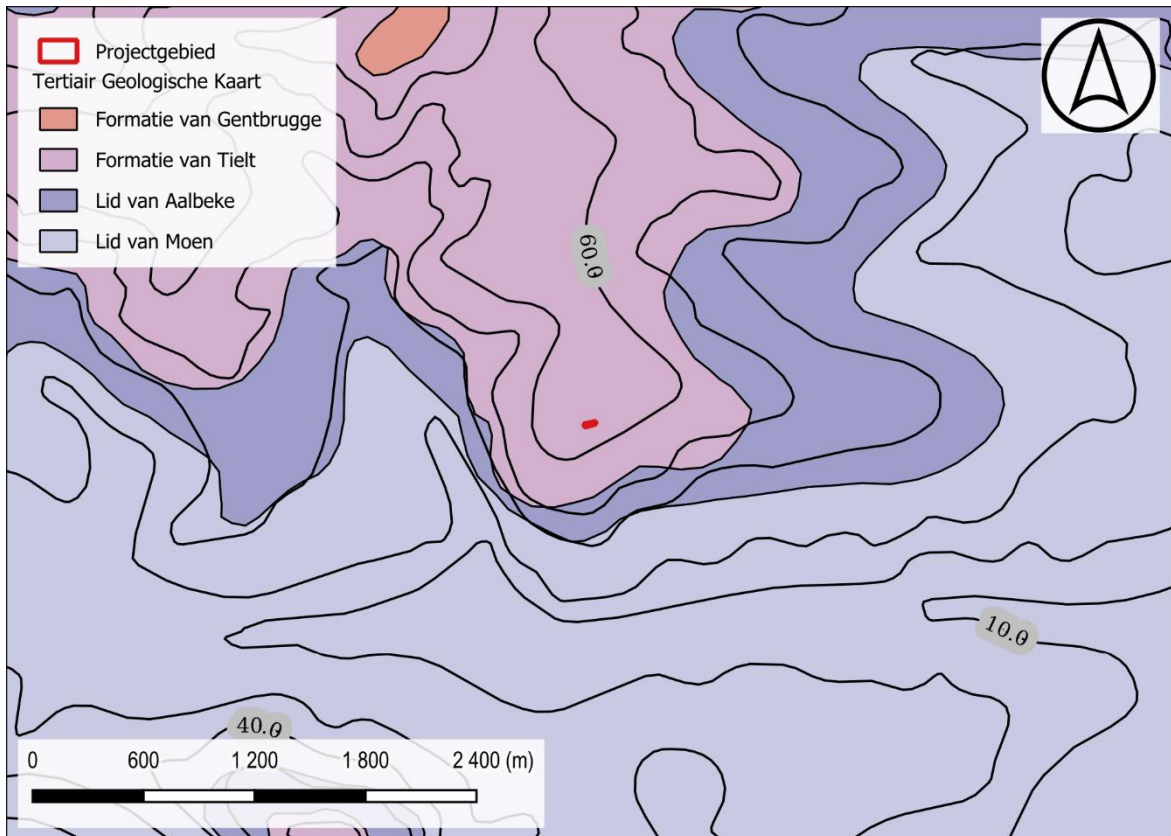 Projectgebied
Tertiair Geologische Kaart
Formatie van Gentbrugge
Formatie van Tielt
Lid van Aalbeke
Lid van Moen
60.0
10.0
40.0
0 600 1 200 1 800 2 400 (m)